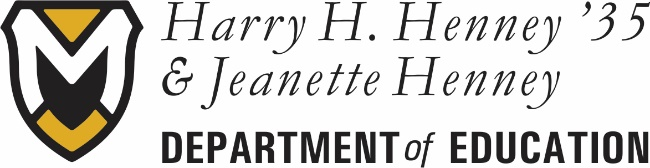 Harry H. Henney ’35
& Jeanette Henney
DEPARTMENT of EDUCATION